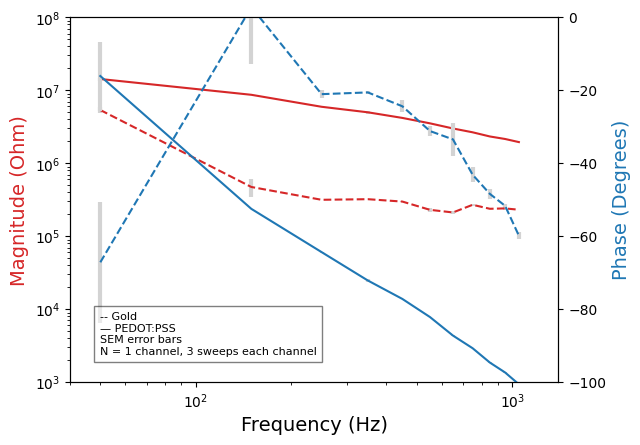 10^8
10^7
10^6
10^5
10^4
10^3
Magnitude (Ohm)
0
−20
−40
−60
−80
−100
Phase (Degrees)
-- Gold
— PEDOT:PSS
SEM error bars
N = 1 channel, 3 sweeps each channel
10^2
10^3
Frequency (Hz)